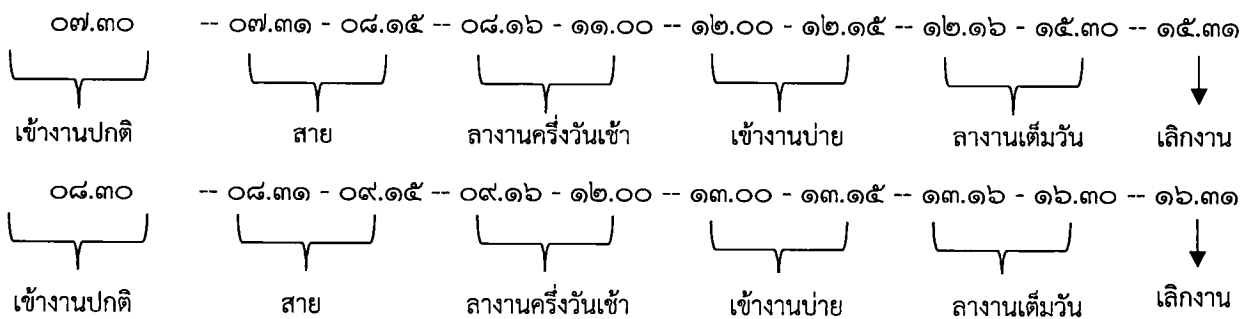 ๐๗.๓๐ -- ๐๗.๓๑ - ๐๘.๑๕ -- ๐๘.๑๖ - ๑๑.๐๐ -- ๑๒.๐๐ - ๑๒.๑๕ -- ๑๒.๑๖ - ๑๕.๓๐ -- ๑๕.๓๑
เข้างานปกติ สาย ลางานครึ่งวันเช้า เข้างานบ่าย ลางานเต็มวัน เลิกงาน
๐๘.๓๐ -- ๐๘.๓๑ - ๐๙.๑๕ -- ๐๙.๑๖ - ๑๒.๐๐ -- ๑๓.๐๐ - ๑๓.๑๕ -- ๑๓.๑๖ - ๑๖.๓๐ -- ๑๖.๓๑
เข้างานปกติ สาย ลางานครึ่งวันเช้า เข้างานบ่าย ลางานเต็มวัน เลิกงาน